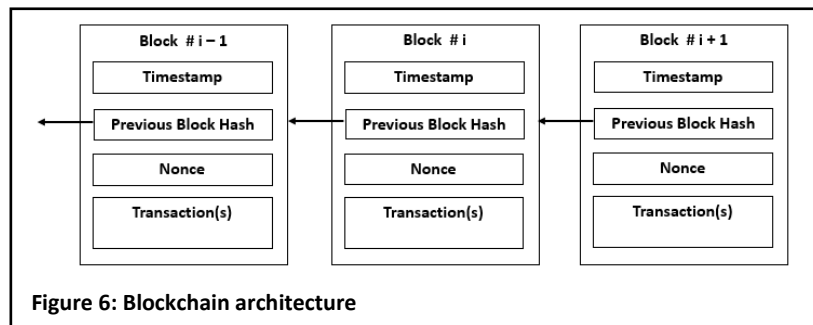 Block # i – 1
Timestamp
Previous Block Hash
Nonce
Transaction(s)
Block # i
Timestamp
Previous Block Hash
Nonce
Transaction(s)
Block # i + 1
Timestamp
Previous Block Hash
Nonce
Transaction(s)
Figure 6: Blockchain architecture